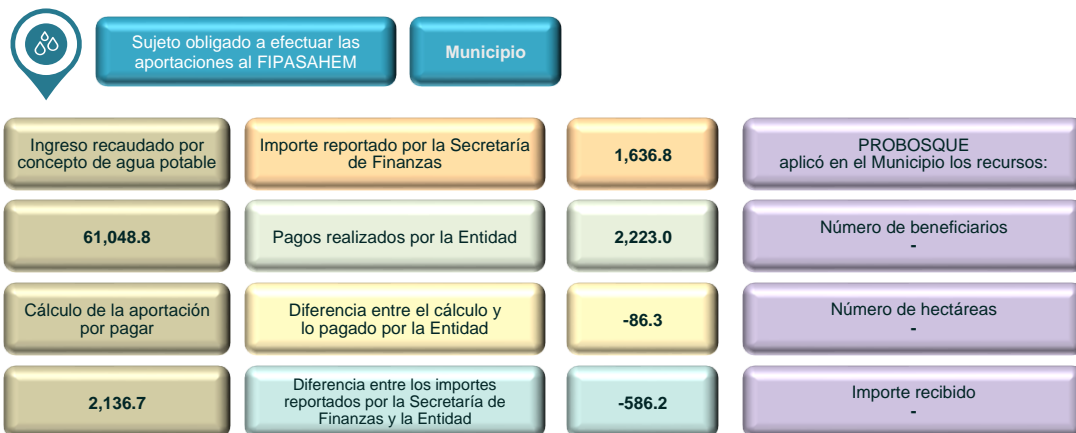 Sujeto obligado a efectuar las
aportaciones al FIPASAHEM
Municipio
Ingreso recaudado por
concepto de agua potable
Importe reportado por la Secretaría
de Finanzas
1,636.8
PROBOSQUE
aplicó en el Municipio los recursos:
61,048.8
Pagos realizados por la Entidad
2,223.0
Número de beneficiarios
-
Cálculo de la aportación
por pagar
Diferencia entre el cálculo y
lo pagado por la Entidad
-86.3
Número de hectáreas
-
2,136.7
Diferencia entre los importes
reportados por la Secretaría de
Finanzas y la Entidad
-586.2
Importe recibido
-